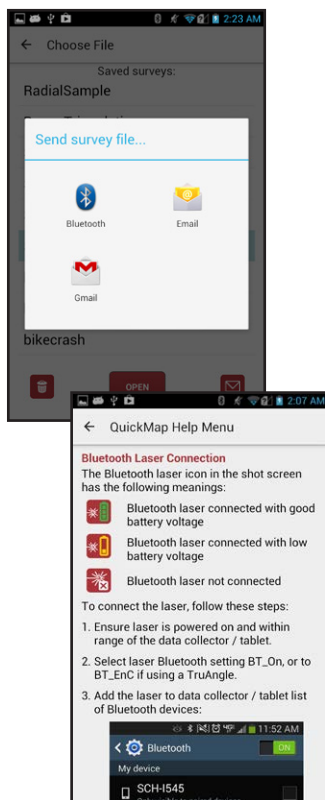 2:23 AM
Choose File
Saved surveys:
RadialSample
Send survey file...
Bluetooth
Email
Gmail
bikecrash
OPEN
2:07 AM
QuickMap Help Menu
Bluetooth Laser Connection
The Bluetooth laser icon in the shot screen
has the following meanings:
Bluetooth laser connected with good
battery voltage
Bluetooth laser connected with low
battery voltage
Bluetooth laser not connected
To connect the laser, follow these steps:
1. Ensure laser is powered on and within
range of the data collector / tablet.
2. Select laser Bluetooth setting BT_On, or to
BT_EnC if using a TruAngle.
3. Add the laser to data collector / tablet list
of Bluetooth devices:
11:52 AM
Bluetooth
ON
My device
SCH-I545